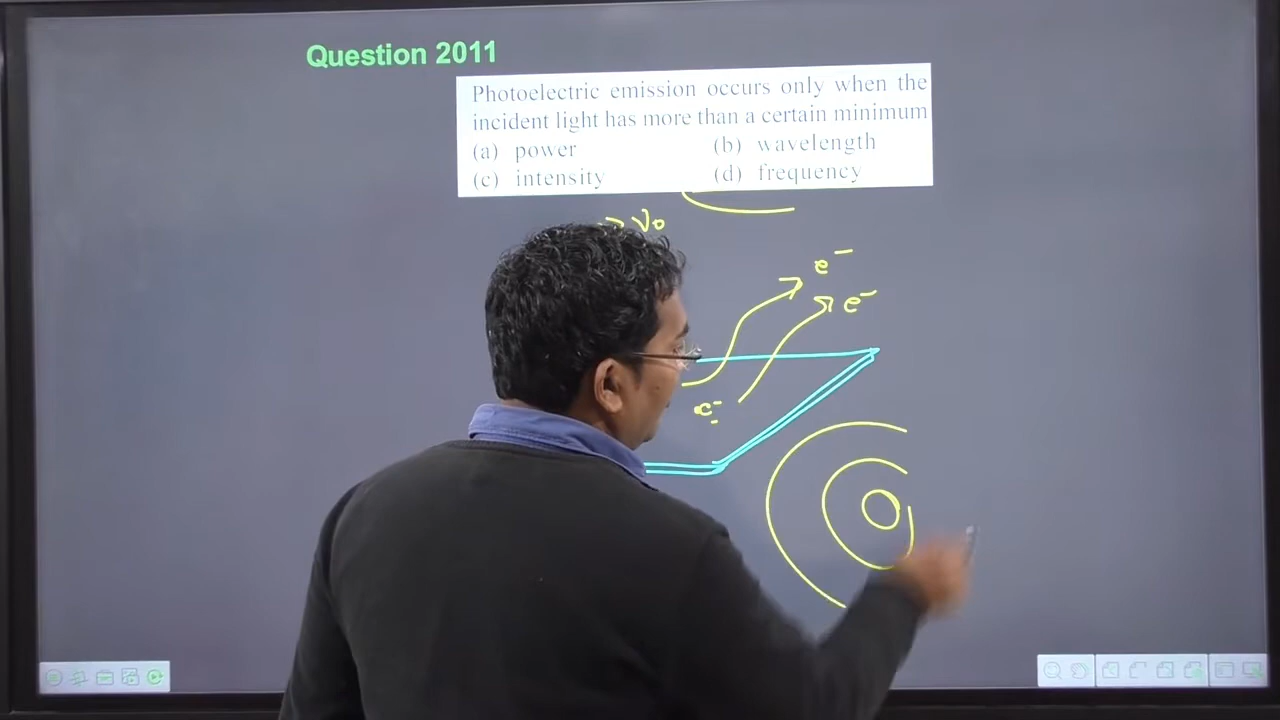 Question 2011
Photoelectric emission occurs only when the
incident light has more than a certain minimum
(a) power (b) wavelength
(c) intensity (d) frequency
ν₀
e⁻
e⁻
e⁻